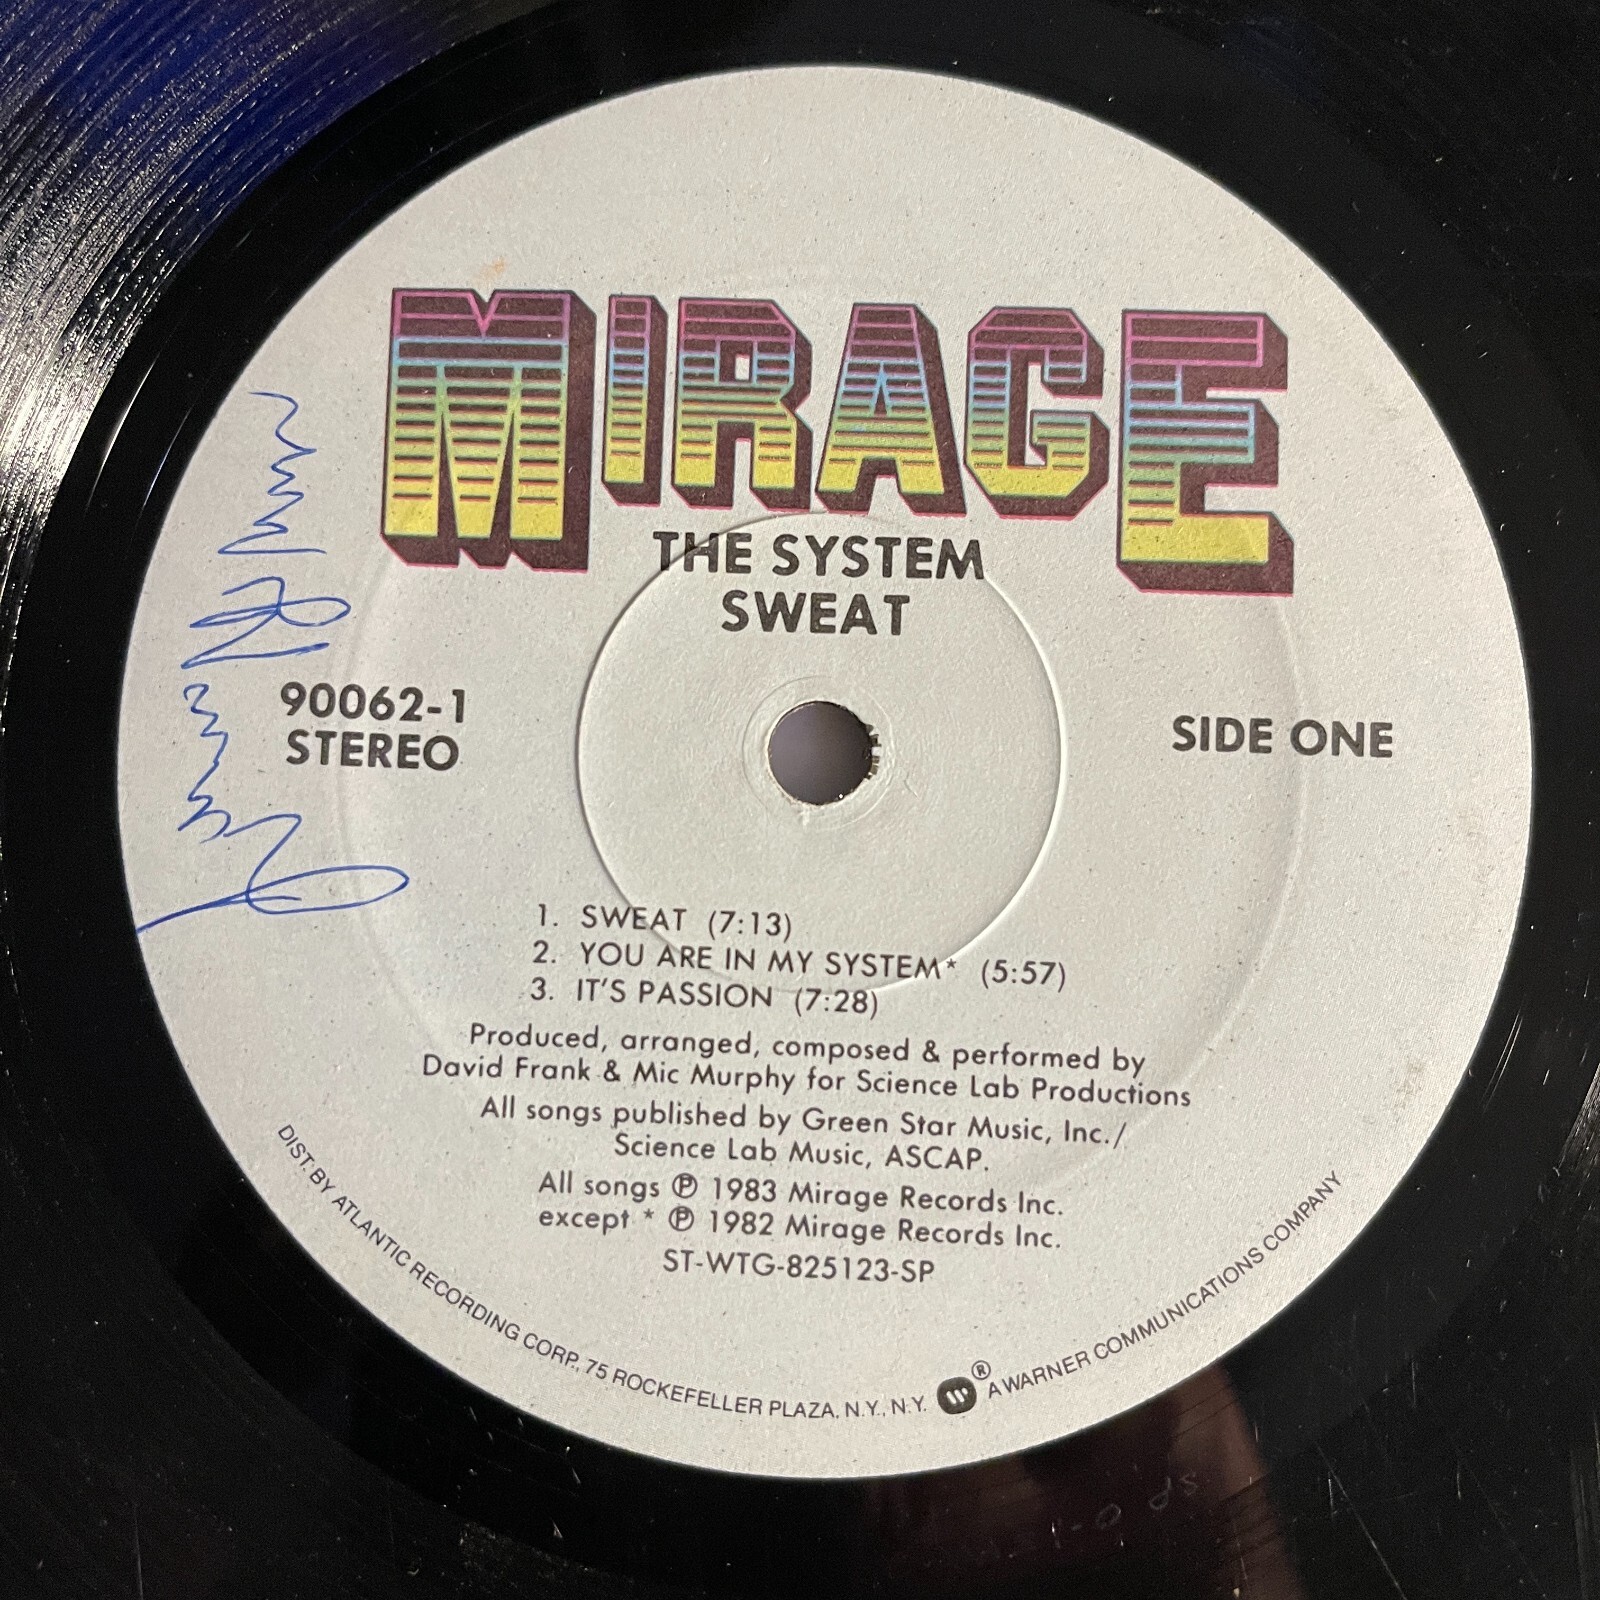 MIRAGE
THE SYSTEM
SWEAT
90062-1
STEREO
SIDE ONE
1. SWEAT (7:13)
2. YOU ARE IN MY SYSTEM* (5:57)
3. IT'S PASSION (7:28)
Produced, arranged, composed & performed by
David Frank & Mic Murphy for Science Lab Productions
All songs published by Green Star Music, Inc./
Science Lab Music, ASCAP.
All songs ℗ 1983 Mirage Records Inc.
except * ℗ 1982 Mirage Records Inc.
ST-WTG-825123-SP
DIST. BY ATLANTIC RECORDING CORP., 75 ROCKEFELLER PLAZA, N.Y., N.Y. ® A WARNER COMMUNICATIONS COMPANY